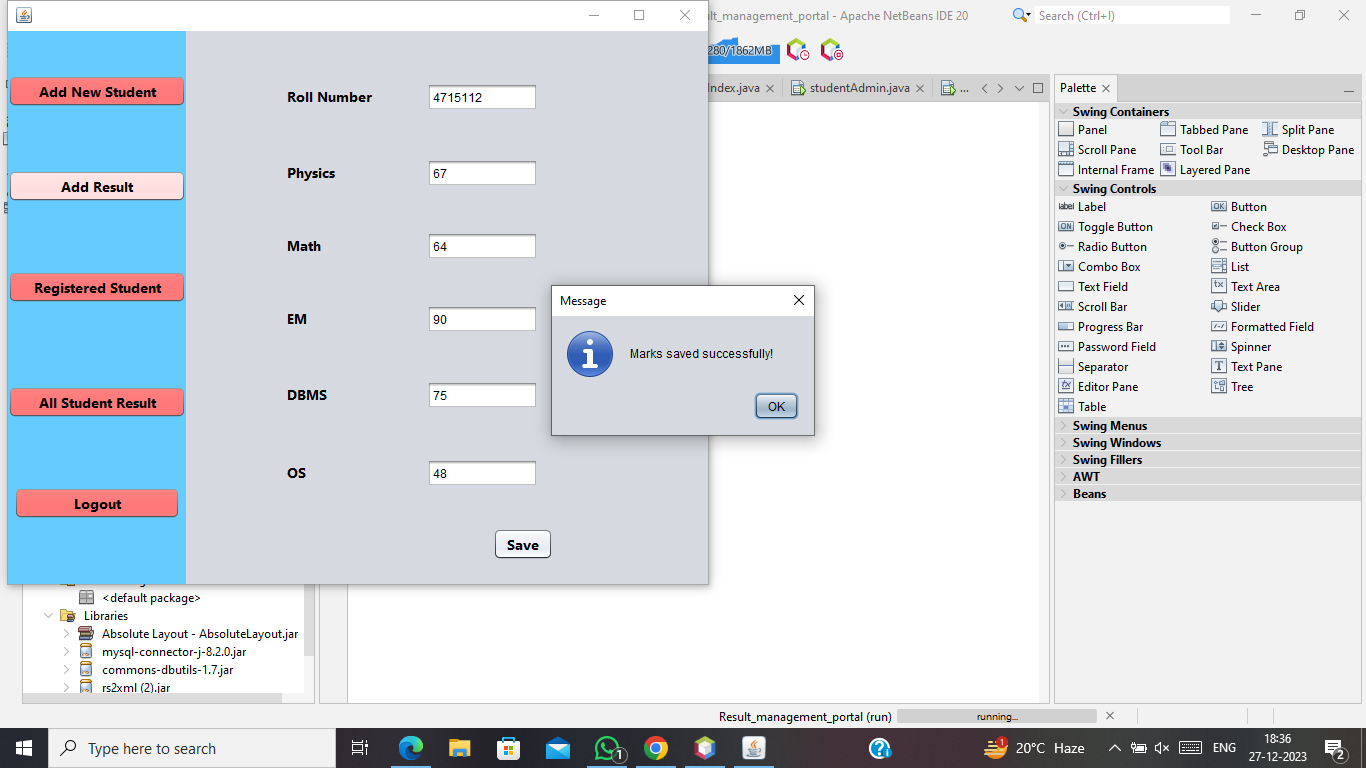 ult_management_portal - Apache NetBeans IDE 20
Search (Ctrl+I)
280/1862MB
Index.java
studentAdmin.java
...
Add New Student
Add Result
Registered Student
All Student Result
Logout
Roll Number
4715112
Physics
67
Math
64
EM
90
DBMS
75
OS
48
Save
Message
Marks saved successfully!
OK
Palette
Swing Containers
Panel
Tabbed Pane
Split Pane
Scroll Pane
Tool Bar
Desktop Pane
Internal Frame
Layered Pane
Swing Controls
label Label
OK Button
ON Toggle Button
Check Box
Radio Button
Button Group
Combo Box
List
Text Field
Text Area
Scroll Bar
Slider
Progress Bar
Formatted Field
Password Field
Spinner
Separator
T Text Pane
Editor Pane
Tree
Table
Swing Menus
Swing Windows
Swing Fillers
AWT
Beans
<default package>
Libraries
Absolute Layout - AbsoluteLayout.jar
mysql-connector-j-8.2.0.jar
commons-dbutils-1.7.jar
rs2xml (2).jar
Result_management_portal (run)
running...
Type here to search
1
1
20°C Haze
ENG
18:36
27-12-2023
2